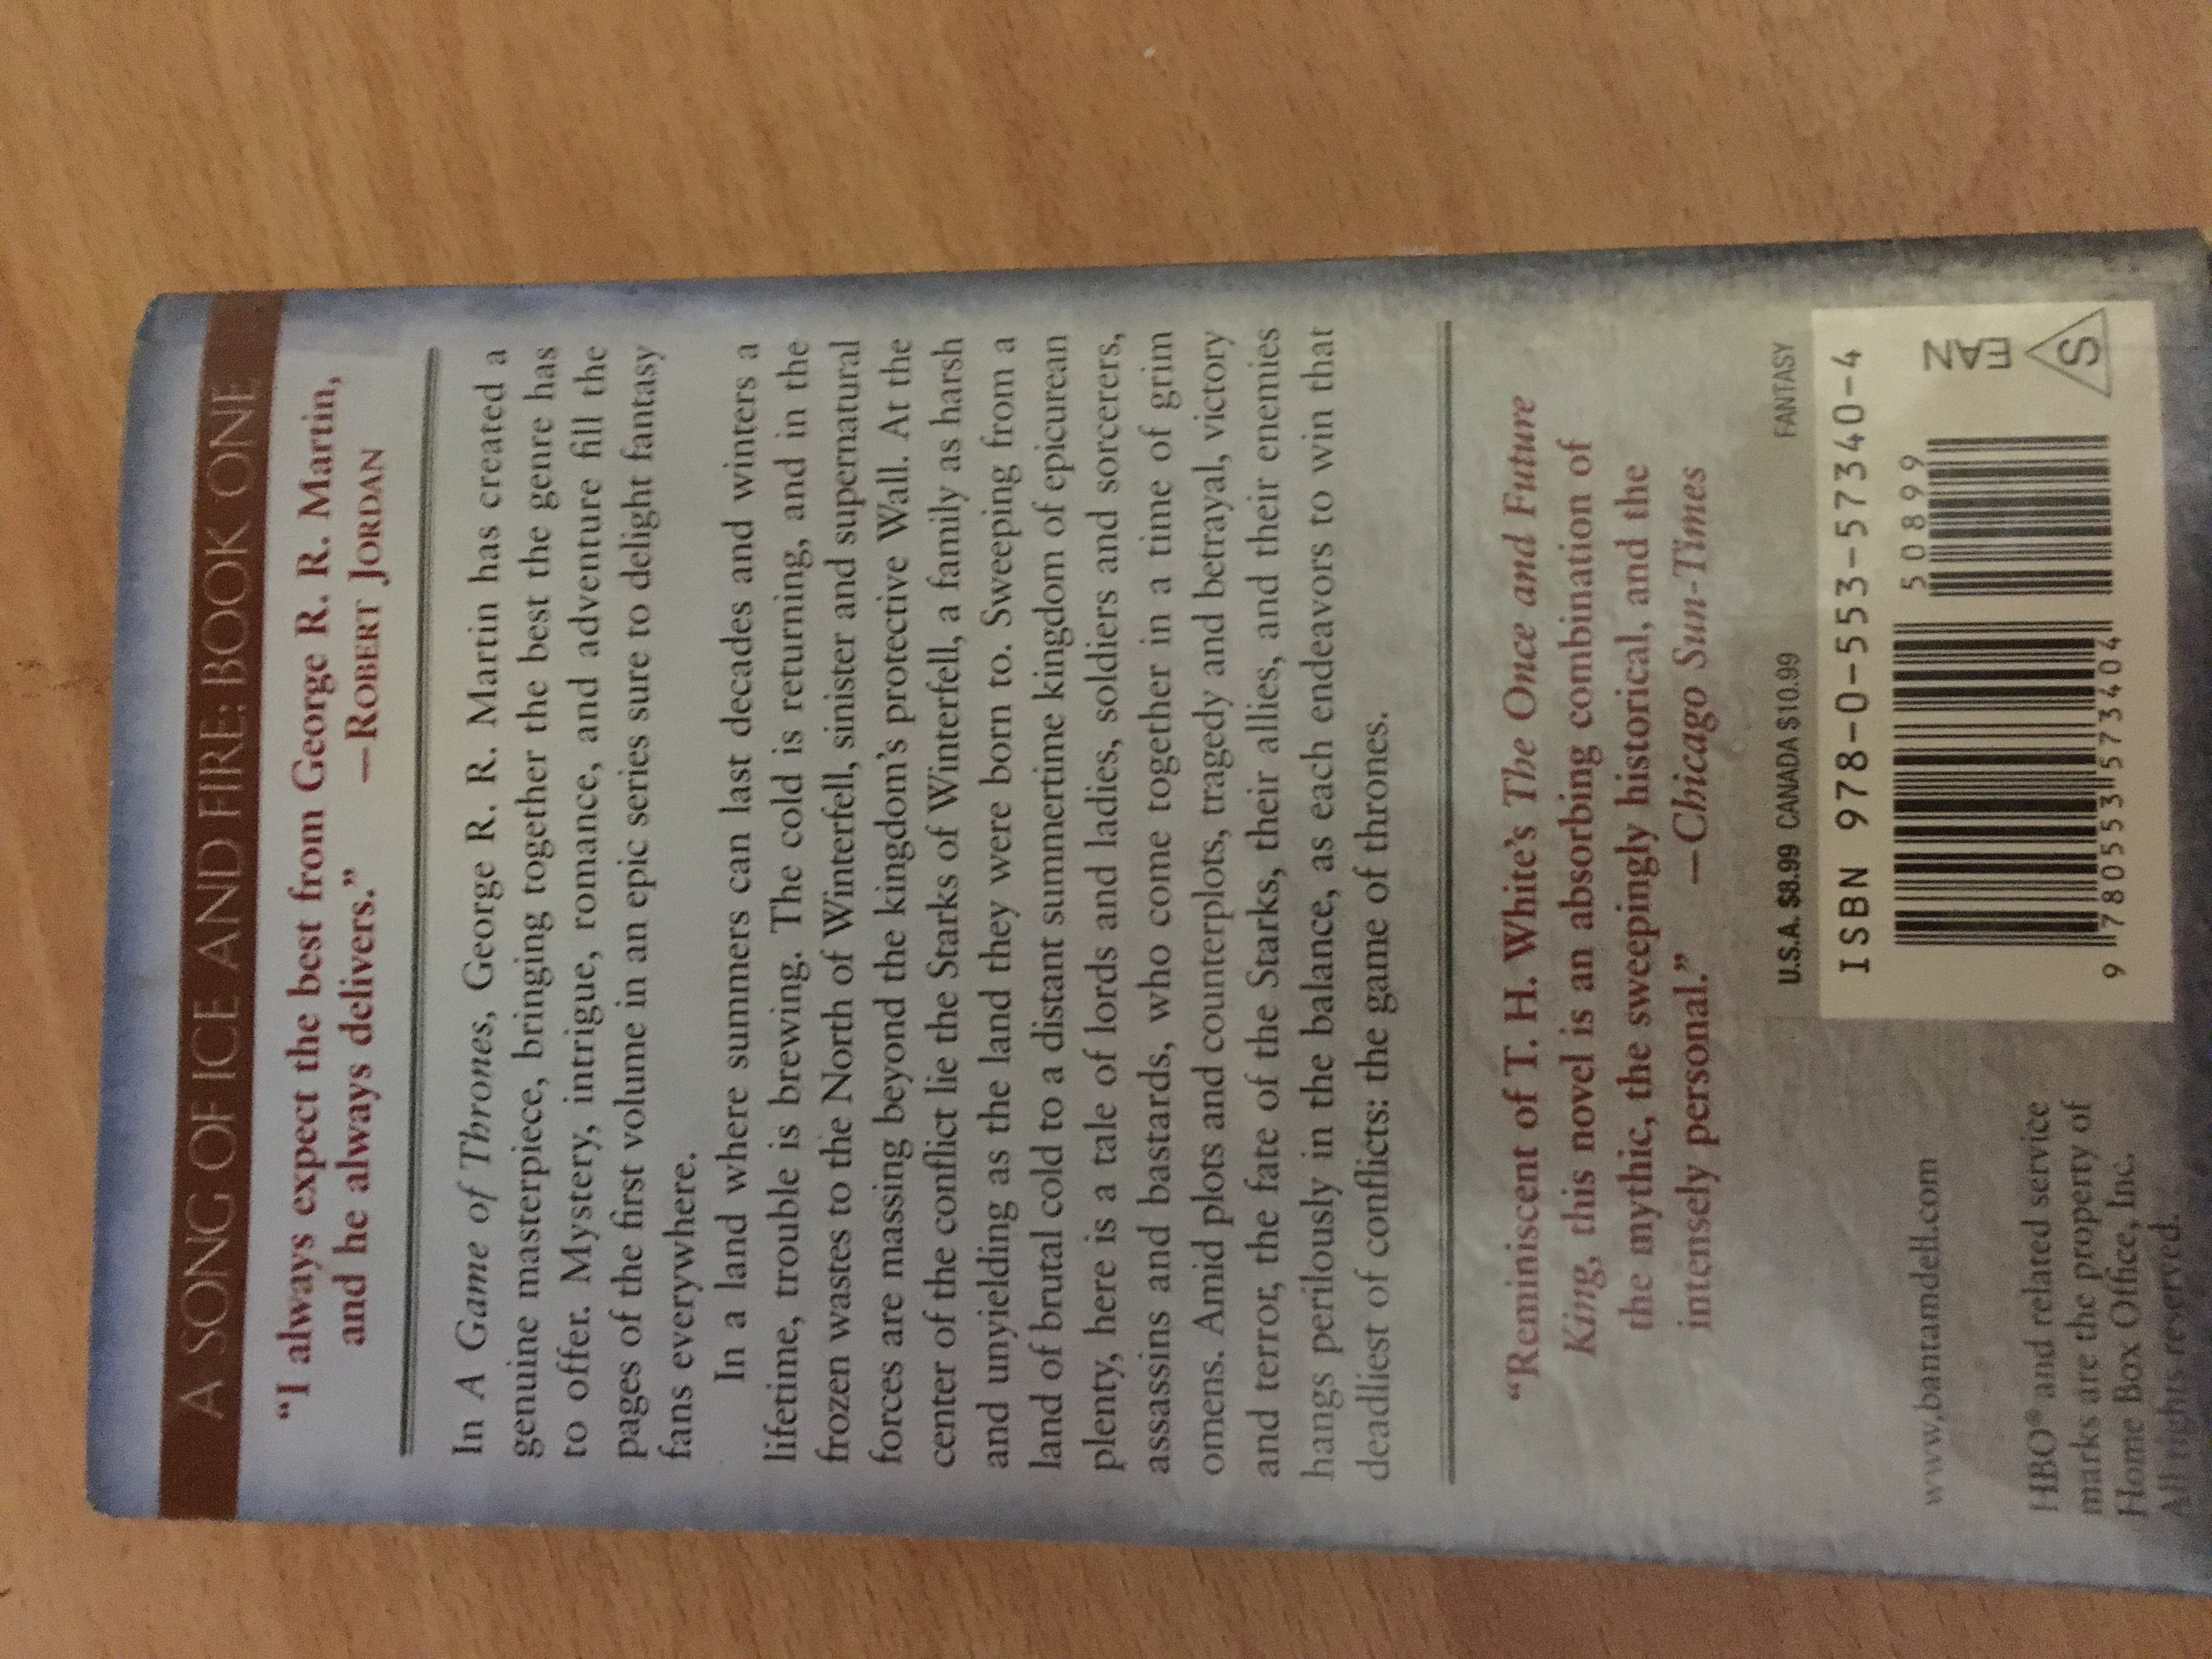 A SONG OF ICE AND FIRE: BOOK ONE
“I always expect the best from George R. R. Martin,
and he always delivers.” —ROBERT JORDAN
In A Game of Thrones, George R. R. Martin has created a
genuine masterpiece, bringing together the best the genre has
to offer. Mystery, intrigue, romance, and adventure fill the
pages of the first volume in an epic series sure to delight fantasy
fans everywhere.
In a land where summers can last decades and winters a
lifetime, trouble is brewing. The cold is returning, and in the
frozen wastes to the North of Winterfell, sinister and supernatural
forces are massing beyond the kingdom’s protective Wall. At the
center of the conflict lie the Starks of Winterfell, a family as harsh
and unyielding as the land they were born to. Sweeping from a
land of brutal cold to a distant summertime kingdom of epicurean
plenty, here is a tale of lords and ladies, soldiers and sorcerers,
assassins and bastards, who come together in a time of grim
omens. Amid plots and counterplots, tragedy and betrayal, victory
and terror, the fate of the Starks, their allies, and their enemies
hangs perilously in the balance, as each endeavors to win that
deadliest of conflicts: the game of thrones.
“Reminiscent of T. H. White’s The Once and Future
King, this novel is an absorbing combination of
the mythic, the sweepingly historical, and the
intensely personal.” —Chicago Sun-Times
U.S.A. $8.99 CANADA $10.99 FANTASY
ISBN 978-0-553-57340-4
50899
EAN
S
9 780553 573404
www.bantamdell.com
HBO® and related service
marks are the property of
Home Box Office, Inc.
All rights reserved.